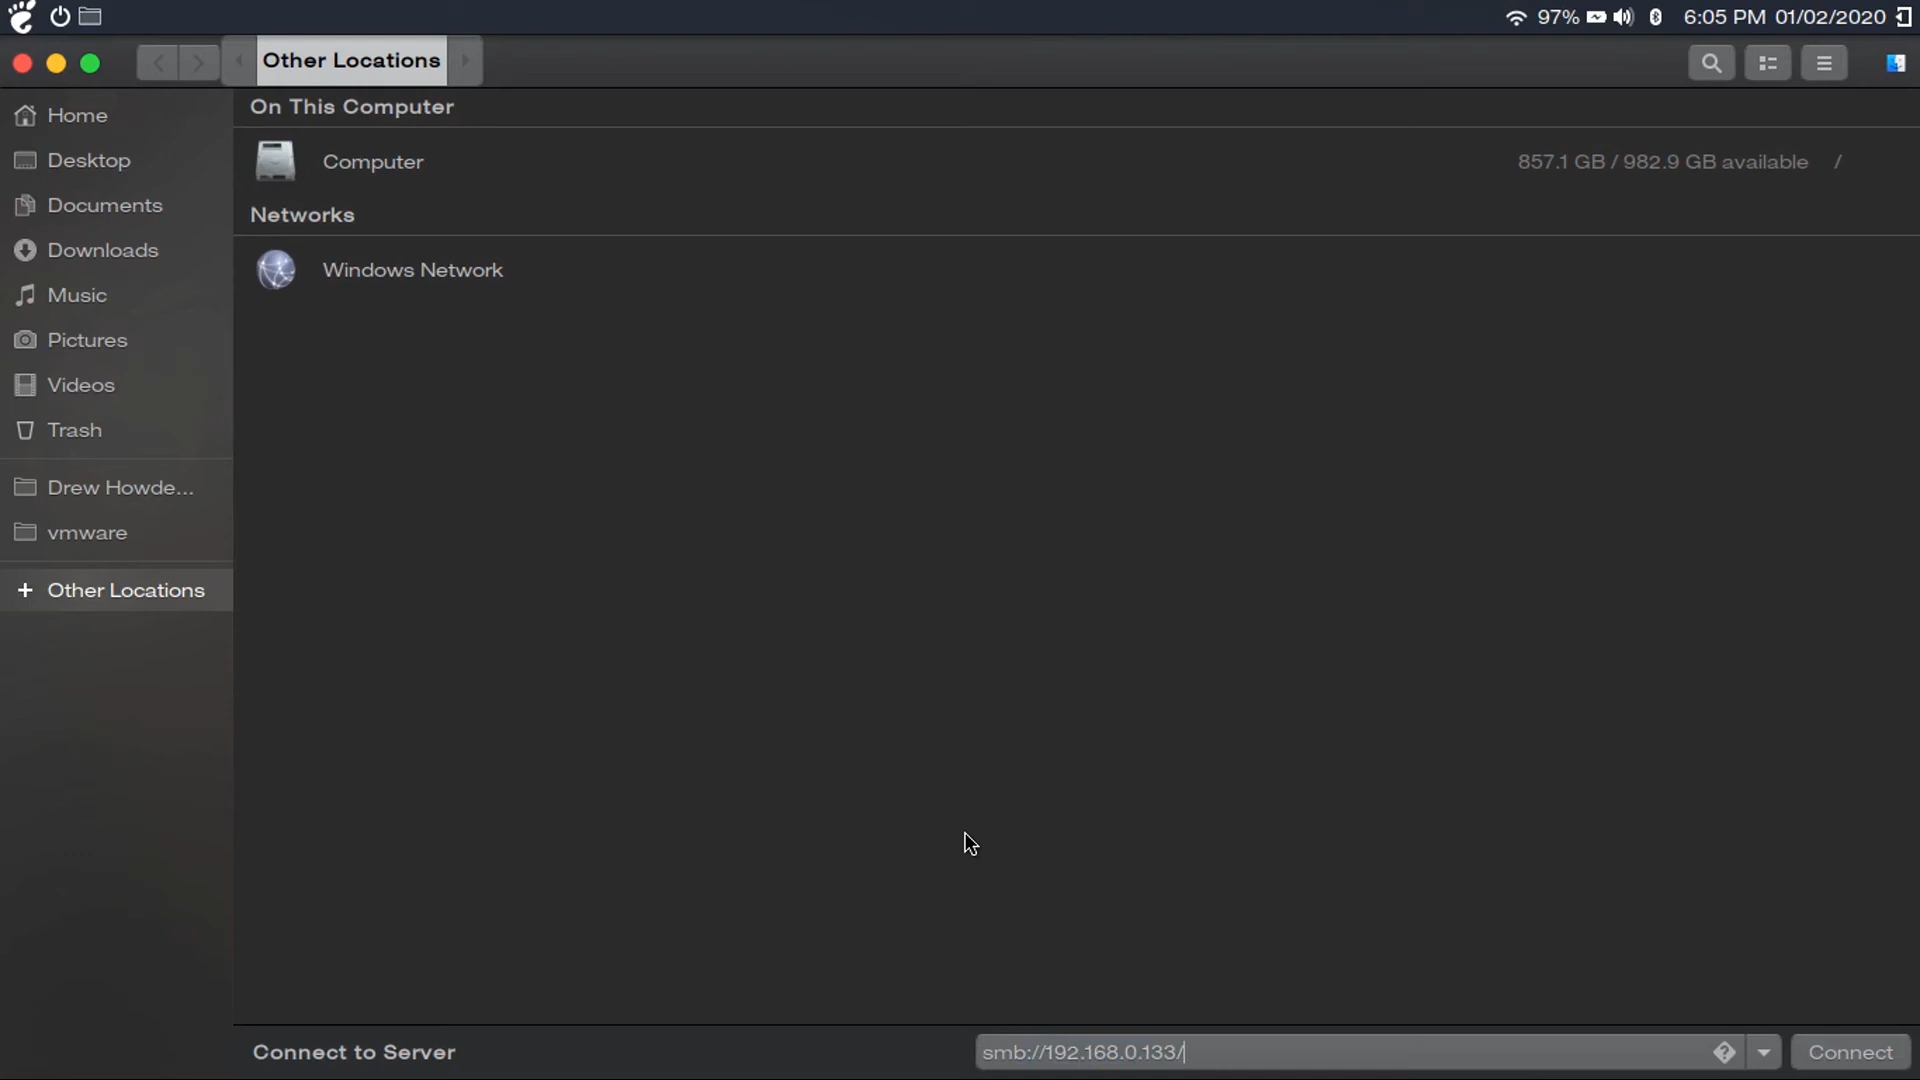 97%
6:05 PM 01/02/2020
Other Locations
Home
Desktop
Documents
Downloads
Music
Pictures
Videos
Trash
Drew Howde...
vmware
Other Locations
On This Computer
Computer
857.1 GB / 982.9 GB available /
Networks
Windows Network
Connect to Server
smb://192.168.0.133/
Connect